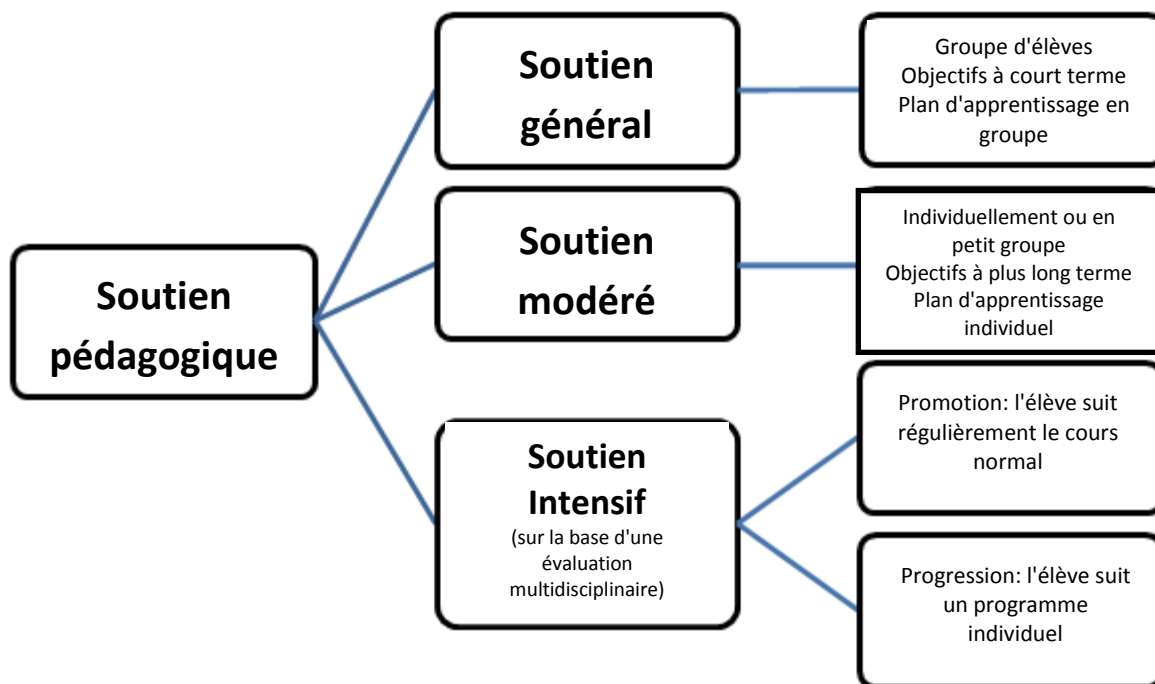 Soutien
pédagogique
Soutien
général
Groupe d'élèves
Objectifs à court terme
Plan d'apprentissage en
groupe
Soutien
modéré
Individuellement ou en
petit groupe
Objectifs à plus long terme
Plan d'apprentissage
individuel
Soutien
Intensif
(sur la base d'une
évaluation
multidisciplinaire)
Promotion: l'élève suit
régulièrement le cours
normal
Progression: l'élève suit
un programme
individuel